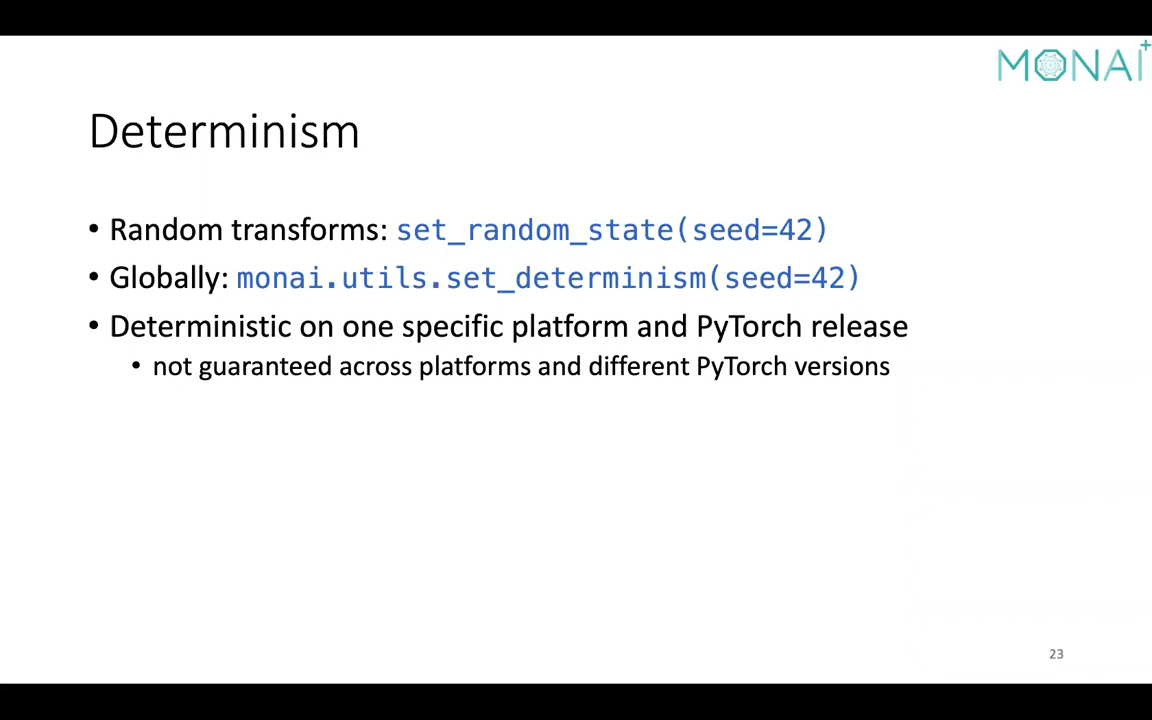 MONAI+
Determinism
• Random transforms: set_random_state(seed=42)
• Globally: monai.utils.set_determinism(seed=42)
• Deterministic on one specific platform and PyTorch release
• not guaranteed across platforms and different PyTorch versions
23